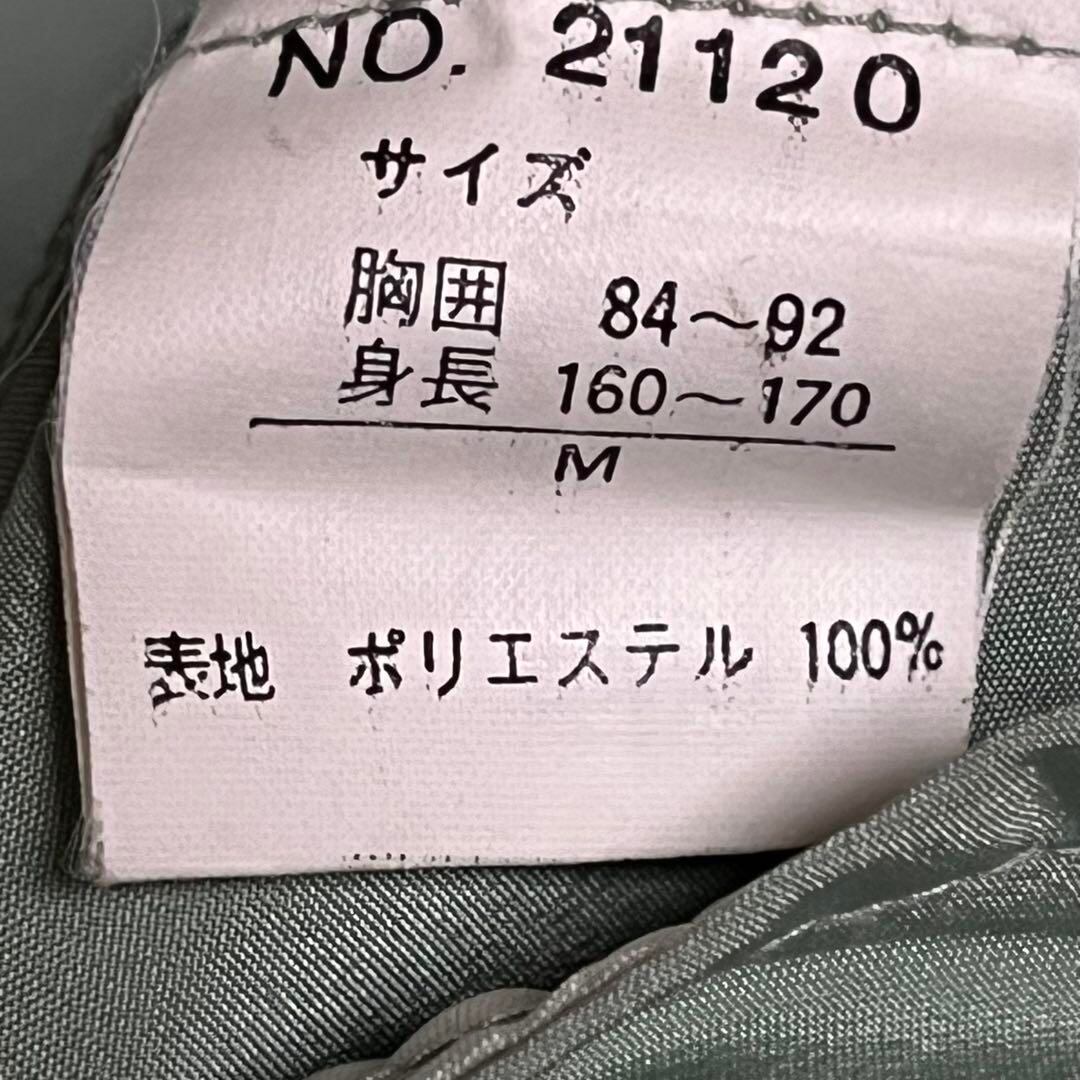 NO. 21120
サイズ
胸囲 84～92
身長 160～170
M
表地 ポリエステル 100%